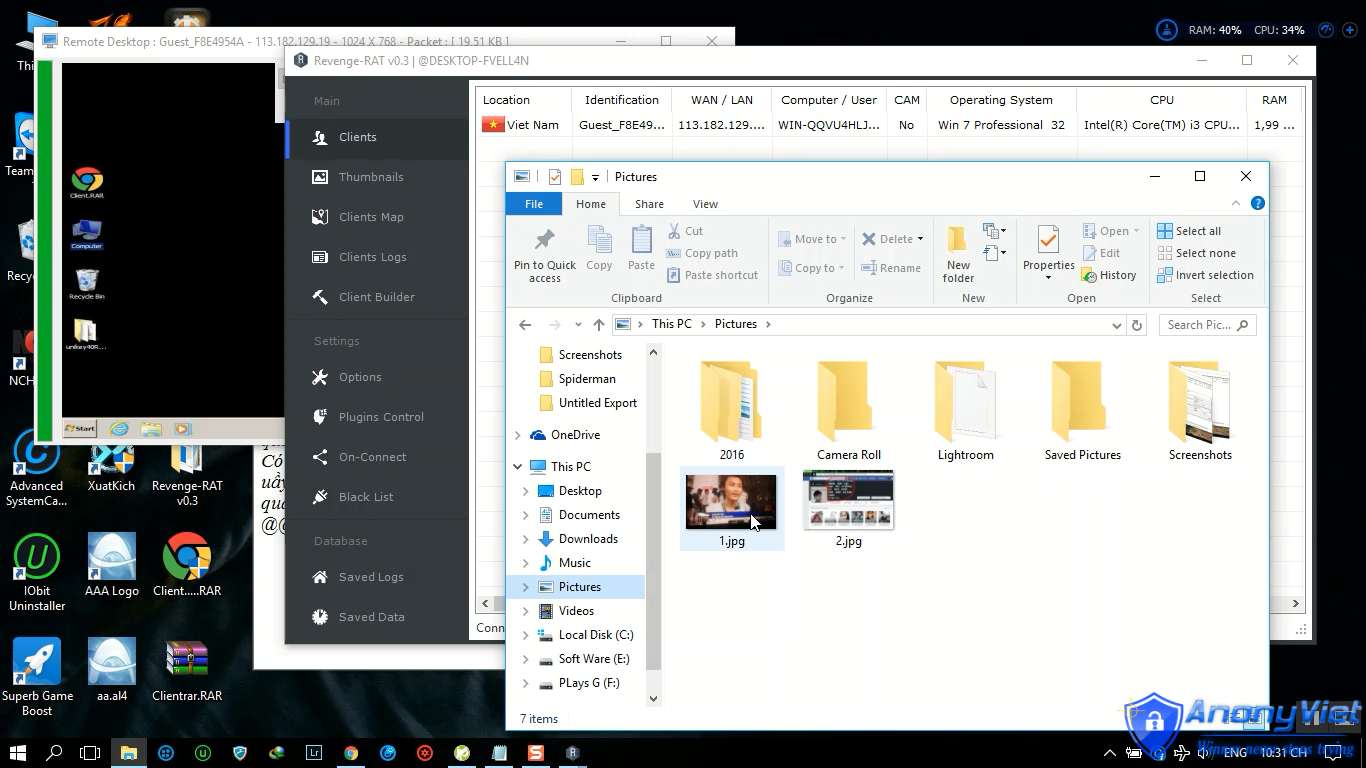 RAM: 40% CPU: 34%
Remote Desktop : Guest_F8E4954A - 113.182.129.19 - 1024 X 768 - Packet : [ 19.51 KB ]
Client.RAR
Computer
Recycle Bin
unikey40R...
Start
Revenge-RAT v0.3 | @DESKTOP-FVELL4N
Main
Clients
Thumbnails
Clients Map
Clients Logs
Client Builder
Settings
Options
Plugins Control
On-Connect
Black List
Database
Saved Logs
Saved Data
Location Identification WAN / LAN Computer / User CAM Operating System CPU RAM
Viet Nam Guest_F8E49... 113.182.129.... WIN-QQVU4HLJ... No Win 7 Professional 32 Intel(R) Core(TM) i3 CPU... 1,99 ...
Conn
Pictures
File Home Share View
Pin to Quick access
Copy
Paste
Cut
Copy path
Paste shortcut
Clipboard
Move to
Copy to
Delete
Rename
Organize
New folder
New
Properties
Open
Edit
History
Open
Select all
Select none
Invert selection
Select
This PC Pictures
Search Pic...
Screenshots
Spiderman
Untitled Export
OneDrive
This PC
Desktop
Documents
Downloads
Music
Pictures
Videos
Local Disk (C:)
Soft Ware (E:)
PLays G (F:)
2016
Camera Roll
Lightroom
Saved Pictures
Screenshots
1.jpg
2.jpg
7 items
Thi
Team
Recyc
NCH
Advanced
SystemCa...
XuatKich
Revenge-RAT
v0.3
IObit
Uninstaller
AAA Logo
Client.....RAR
Superb Game
Boost
aa.al4
Clientrar.RAR
Có
uầy
quá
@@
AnonyViet
ENG 10:31 CH